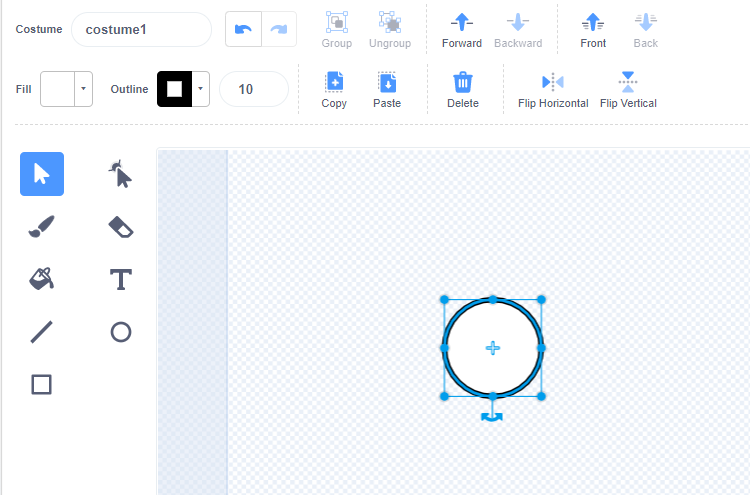 Costume
costume1
Group
Ungroup
Forward
Backward
Front
Back
Fill
Outline
10
Copy
Paste
Delete
Flip Horizontal
Flip Vertical
T